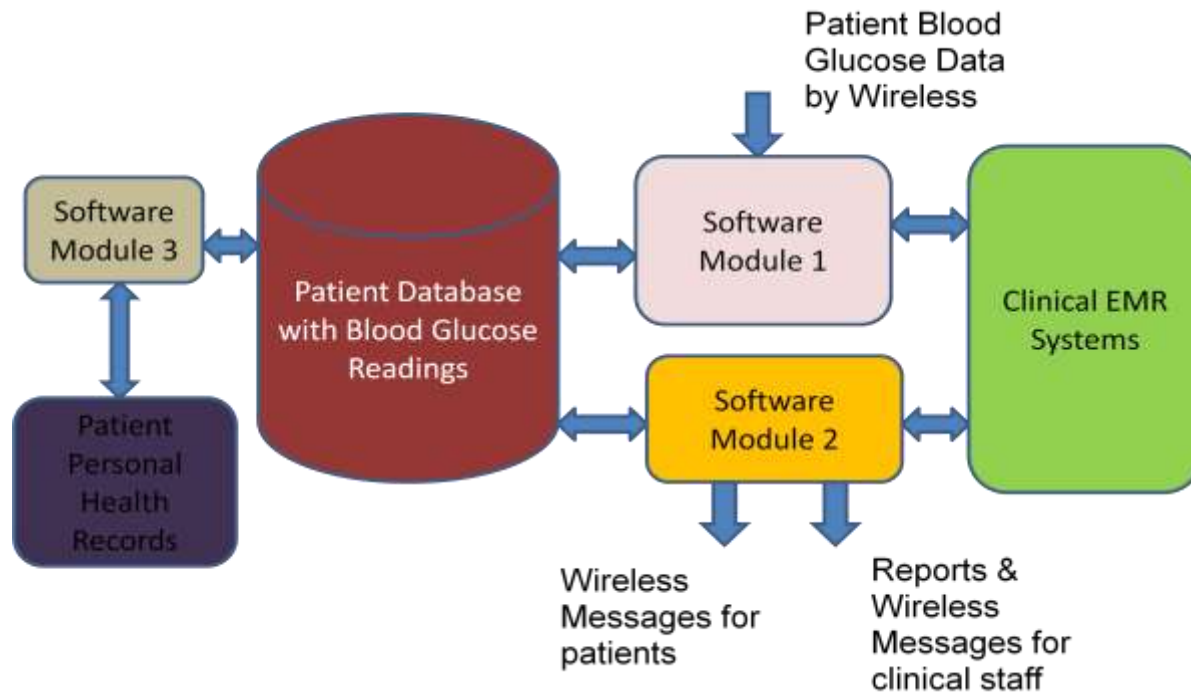 Patient Blood
Glucose Data
by Wireless
Software
Module 3
Patient Database
with Blood Glucose
Readings
Software
Module 1
Clinical EMR
Systems
Patient
Personal
Health
Records
Software
Module 2
Wireless
Messages for
patients
Reports &
Wireless
Messages for
clinical staff